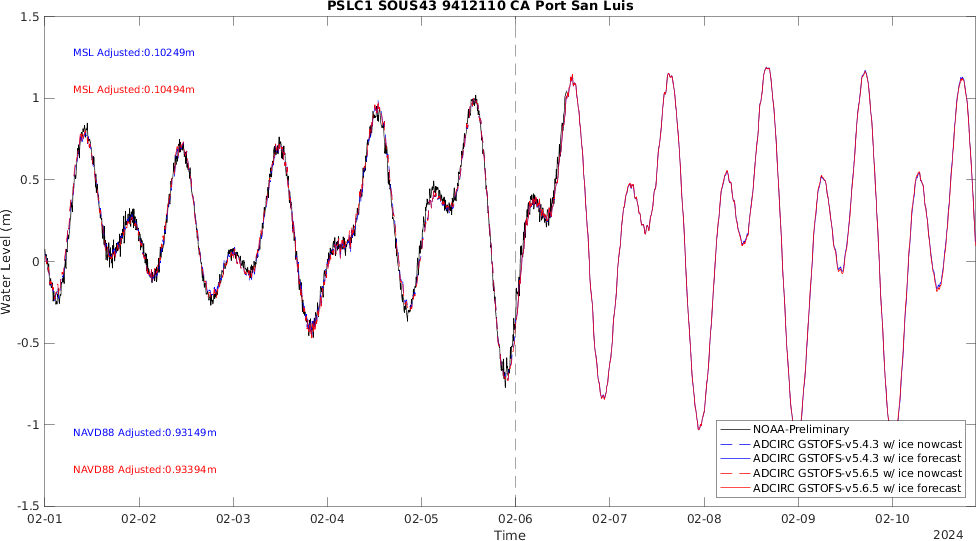 PSLC1 SOUS43 9412110 CA Port San Luis
1.5
MSL Adjusted:0.10249m
MSL Adjusted:0.10494m
1
0.5
Water Level (m)
0
-0.5
-1
NAVD88 Adjusted:0.93149m
NAVD88 Adjusted:0.93394m
NOAA-Preliminary
ADCIRC GSTOFS-v5.4.3 w/ ice nowcast
ADCIRC GSTOFS-v5.4.3 w/ ice forecast
ADCIRC GSTOFS-v5.6.5 w/ ice nowcast
ADCIRC GSTOFS-v5.6.5 w/ ice forecast
-1.5
02-01 02-02 02-03 02-04 02-05 02-06 02-07 02-08 02-09 02-10
Time
2024